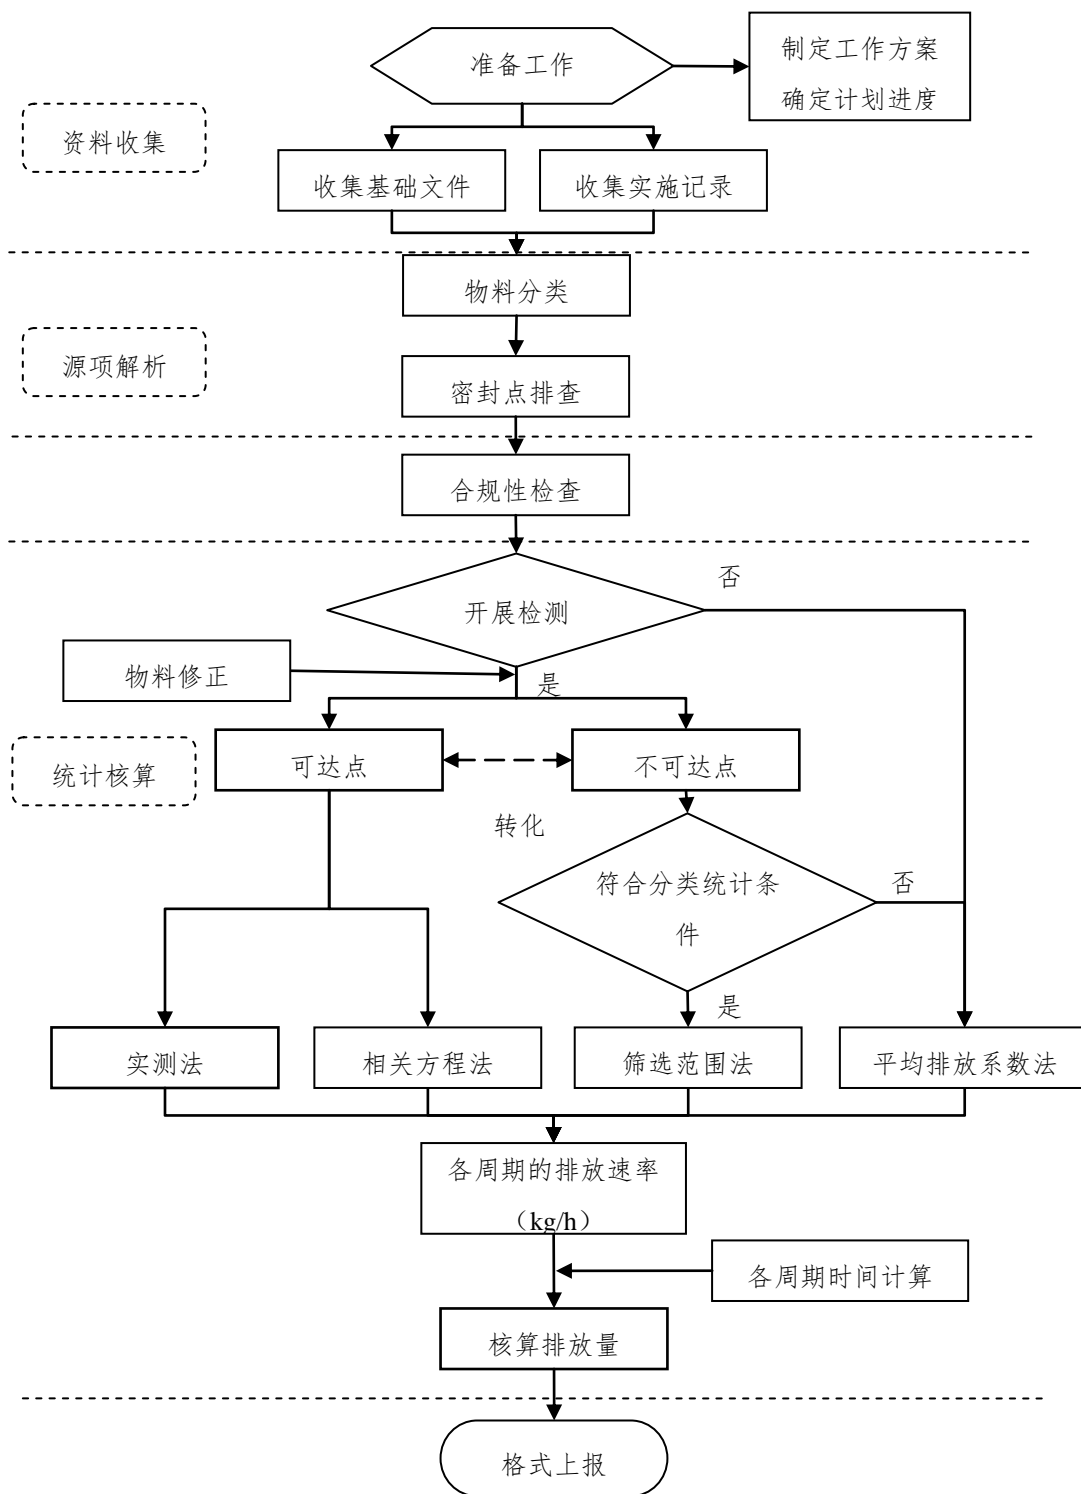 准备工作
制定工作方案
确定计划进度
资料收集
收集基础文件
收集实施记录
物料分类
源项解析
密封点排查
合规性检查
否
开展检测
物料修正
是
统计核算
可达点
不可达点
转化
符合分类统计条
件
否
是
实测法
相关方程法
筛选范围法
平均排放系数法
各周期的排放速率
（kg/h）
各周期时间计算
核算排放量
格式上报